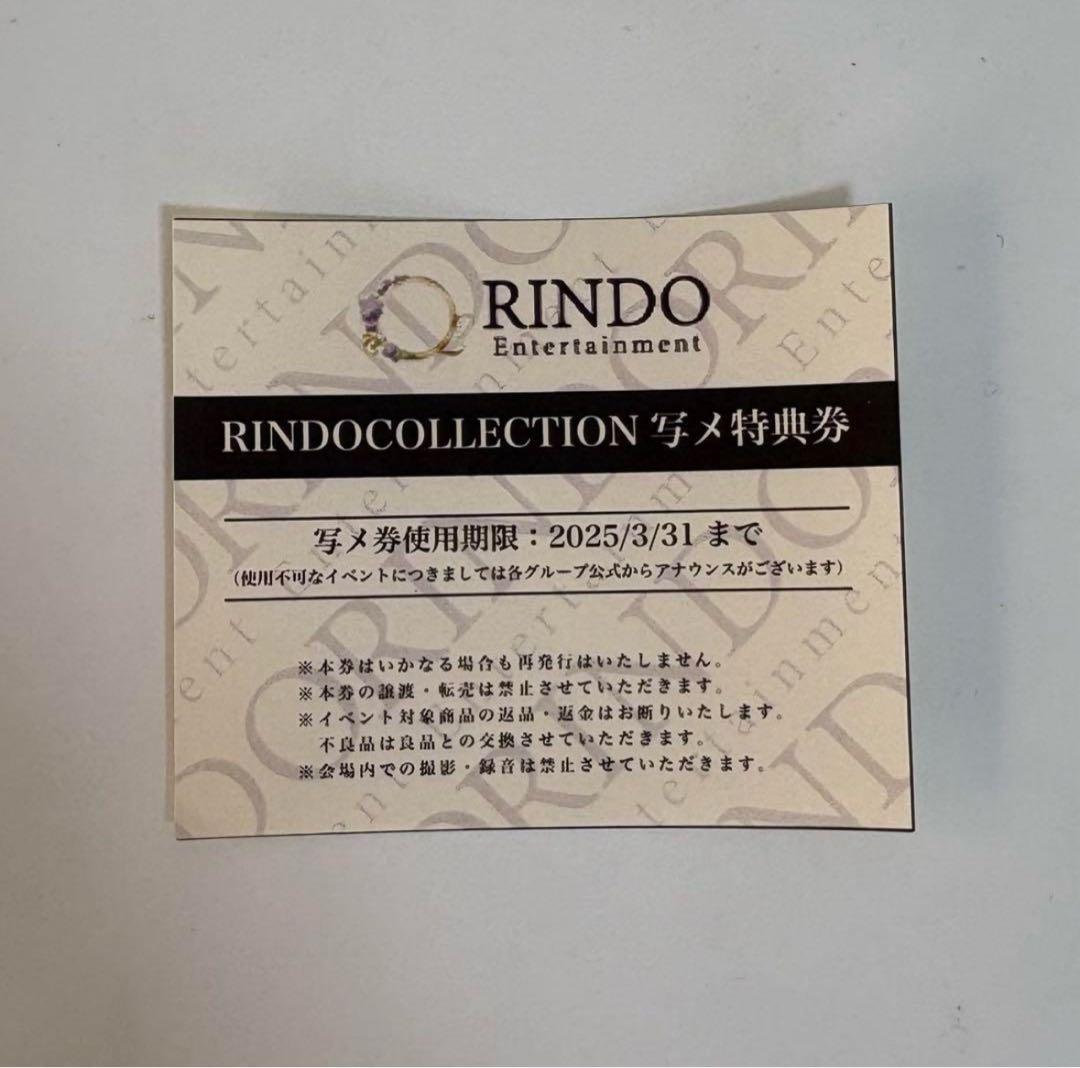 RINDO
Entertainment
RINDOCOLLECTION 写メ特典券
写メ券使用期限：2025/3/31 まで
（使用不可なイベントにつきましては各グループ公式からアナウンスがございます）
※本券はいかなる場合も再発行はいたしません。
※本券の譲渡・転売は禁止させていただきます。
※イベント対象商品の返品・返金はお断りいたします。
不良品は良品との交換させていただきます。
※会場内での撮影・録音は禁止させていただきます。